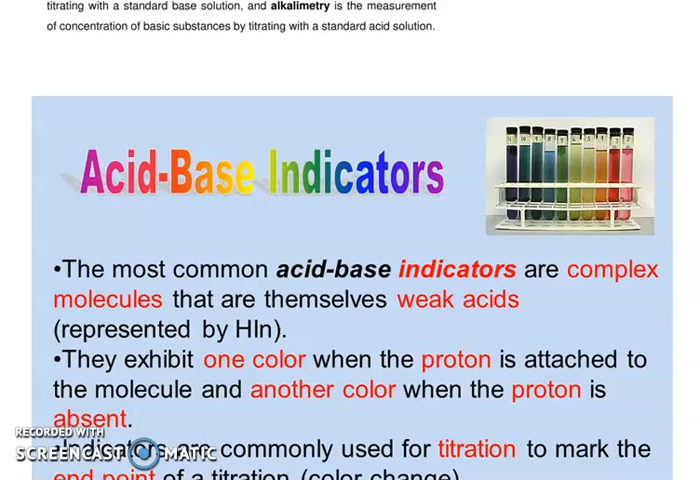 titrating with a standard base solution, and alkalimetry is the measurement
of concentration of basic substances by titrating with a standard acid solution.
Acid-Base Indicators
•The most common acid-base indicators are complex
molecules that are themselves weak acids
(represented by HIn).
•They exhibit one color when the proton is attached to
the molecule and another color when the proton is
absent.
RECORDED WITH
•Indicators are commonly used for titration to mark the
SCREENCAST MATIC
end point of a titration (color change)